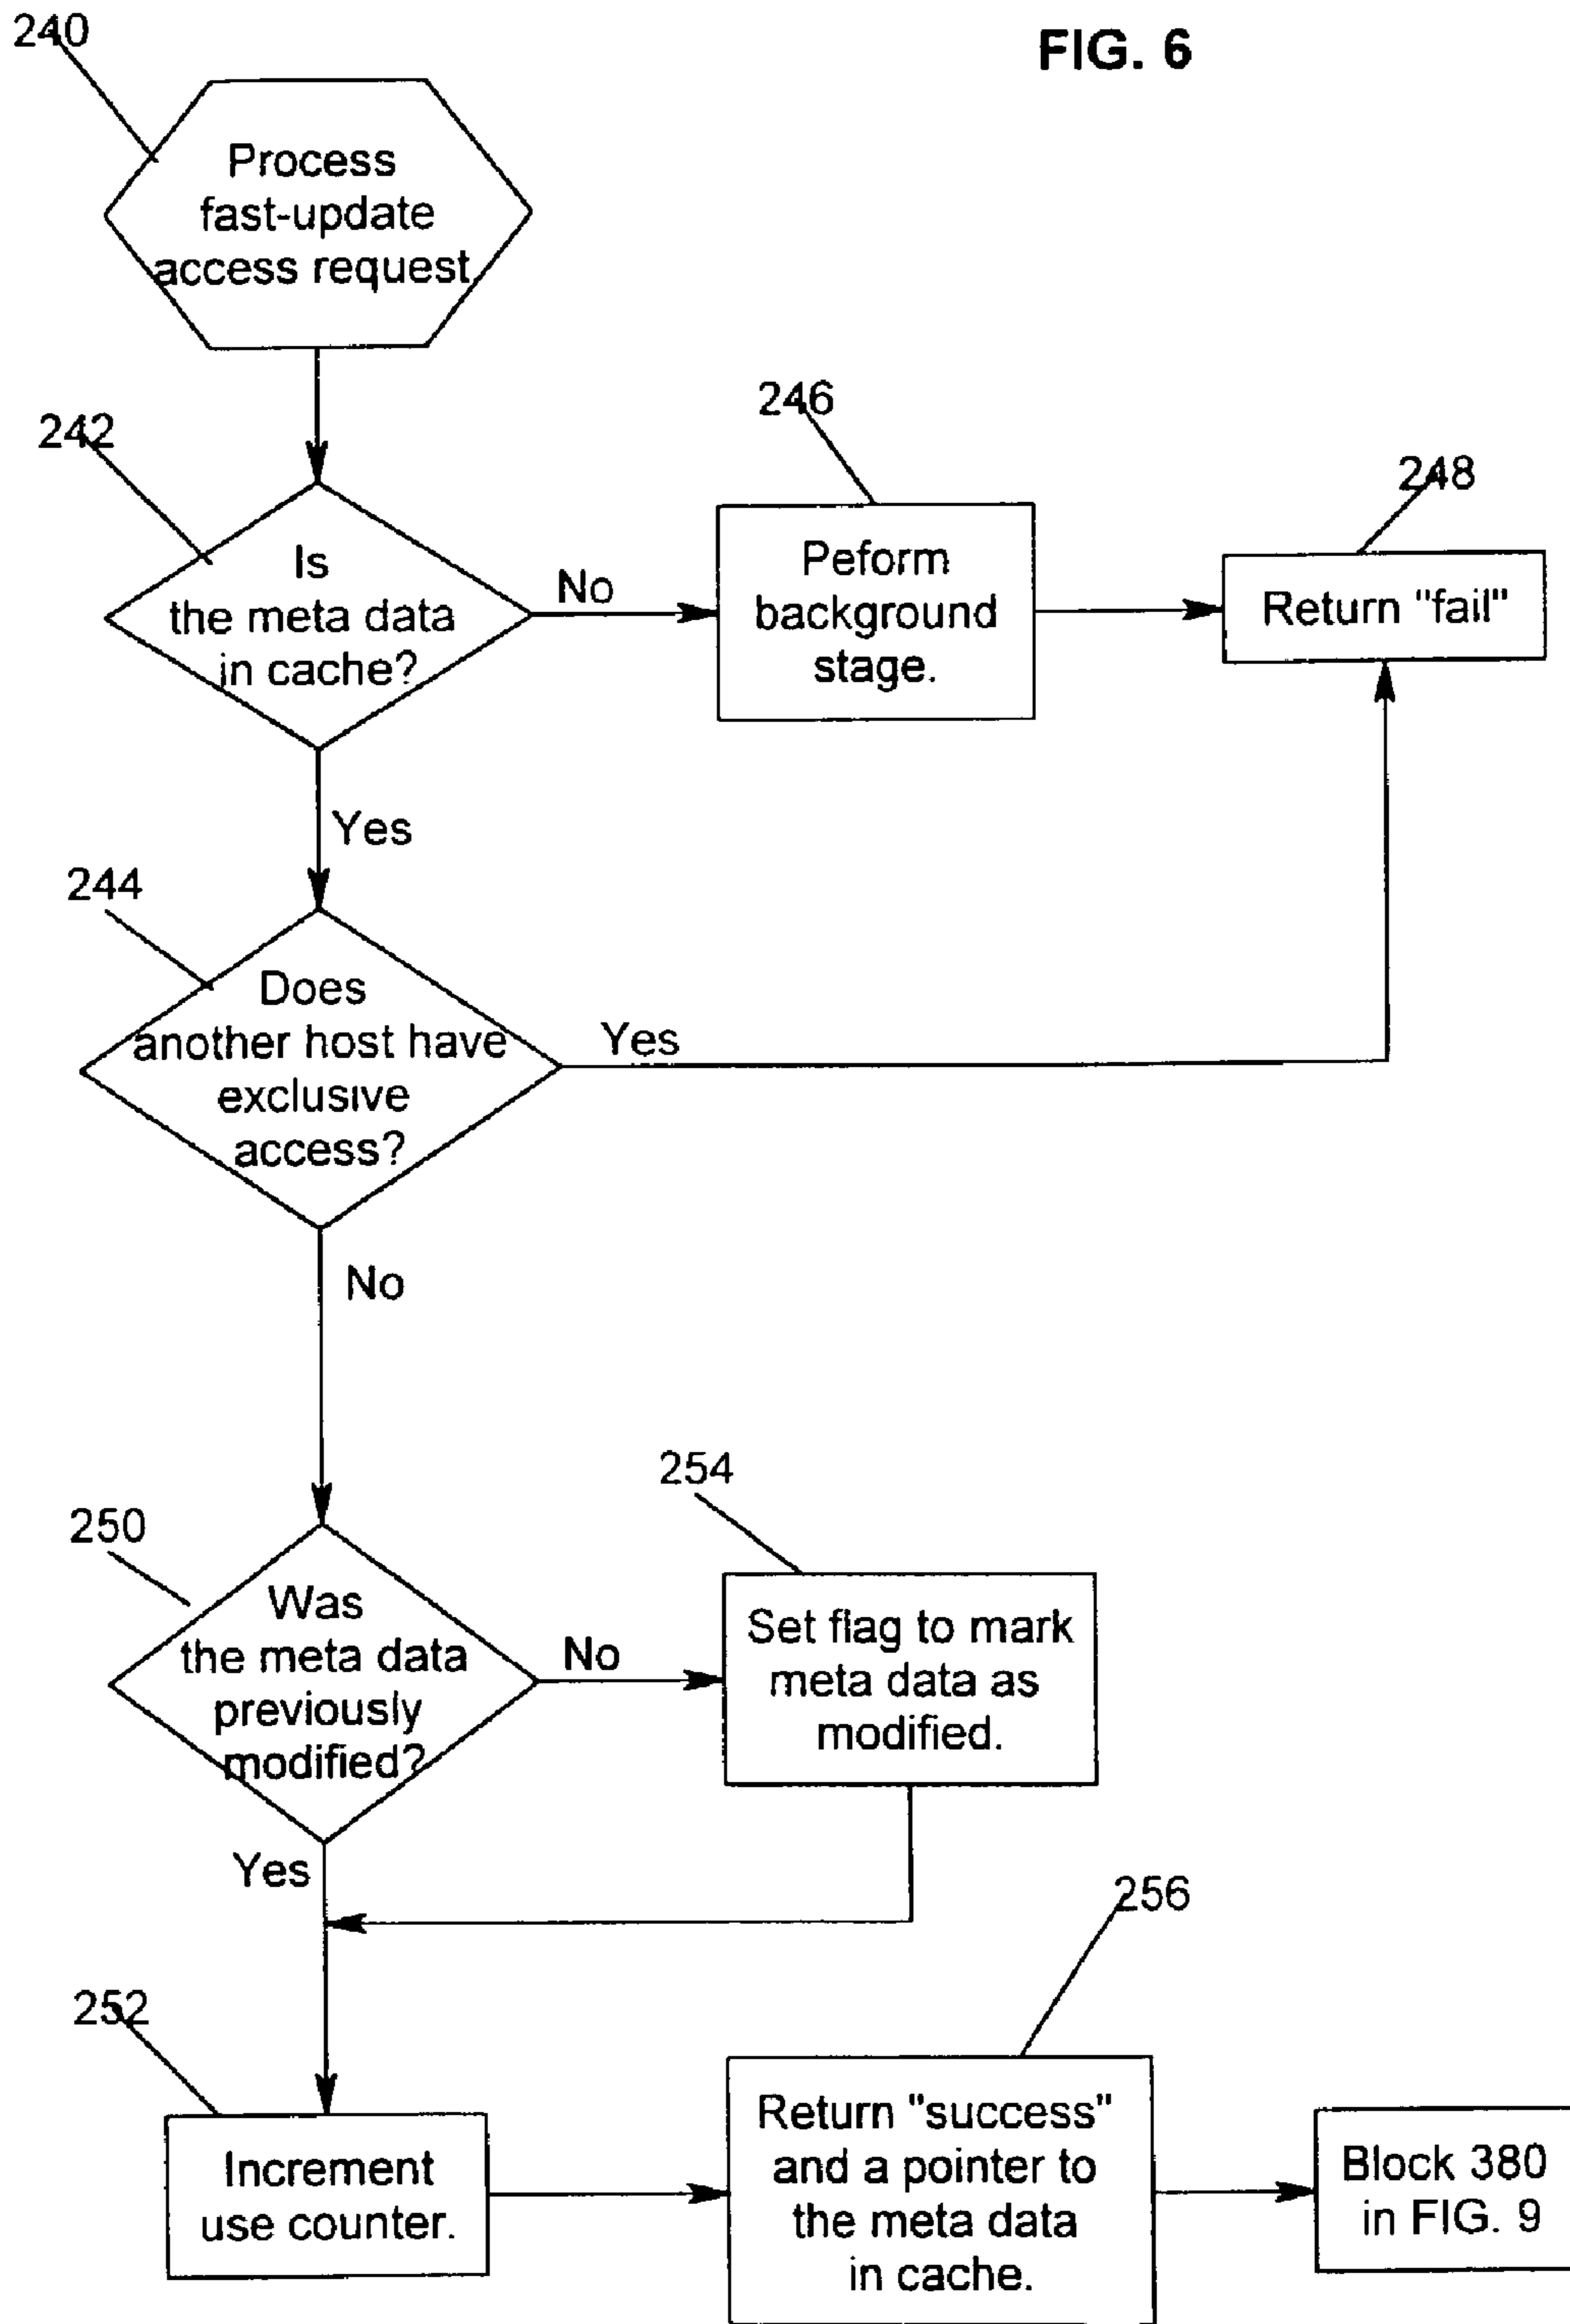 FIG. 6
240
Process
fast-update
access request
242
Is
the meta data
in cache?
No
246
Peform
background
stage.
248
Return "fail"
Yes
244
Does
another host have
exclusive
access?
Yes
No
250
Was
the meta data
previously
modified?
No
254
Set flag to mark
meta data as
modified.
Yes
252
Increment
use counter.
256
Return "success"
and a pointer to
the meta data
in cache.
Block 380
in FIG. 9